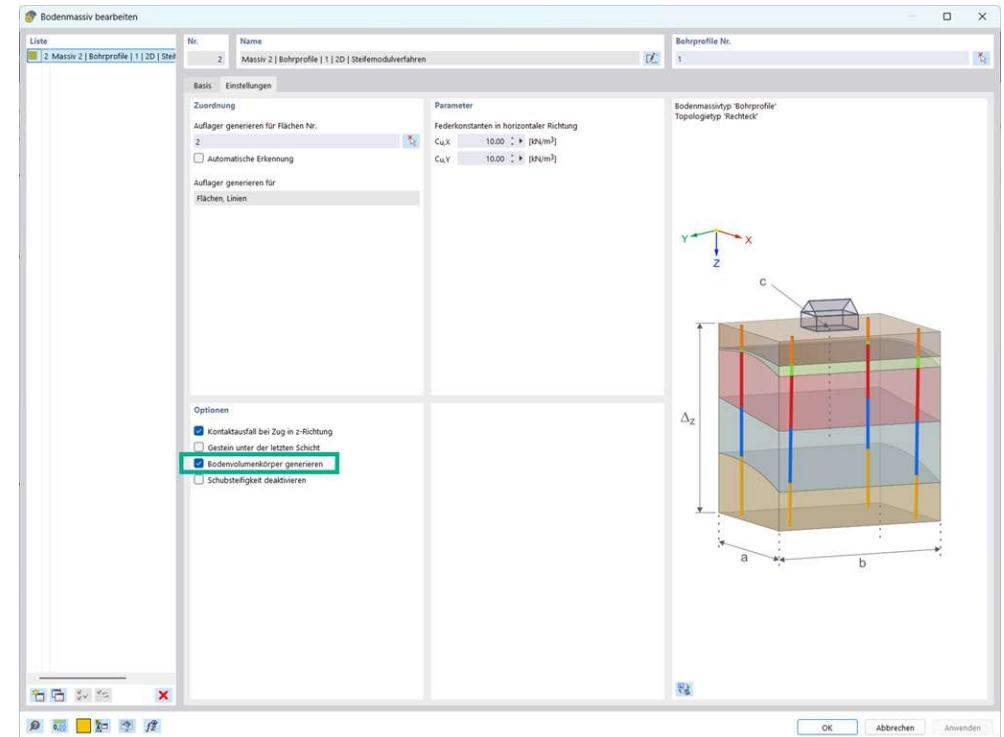 Bodenmassiv bearbeiten
Liste
2 Massiv 2 | Bohrprofile | 1 | 2D | Steif
Nr.
2
Name
Massiv 2 | Bohrprofile | 1 | 2D | Steifemodulverfahren
Bohrprofile Nr.
1
Basis
Einstellungen
Zuordnung
Auflager generieren für Flächen Nr.
2
Automatische Erkennung
Auflager generieren für
Flächen, Linien
Parameter
Federkonstanten in horizontaler Richtung
Cu,X 10.00 [kN/m³]
Cu,Y 10.00 [kN/m³]
Optionen
Kontaktausfall bei Zug in z-Richtung
Gestein unter der letzten Schicht
Bodenvolumenkörper generieren
Schubsteifigkeit deaktivieren
Bodenmassivtyp 'Bohrprofile'
Topologietyp 'Rechteck'
Y
X
Z
c
Δz
a
b
OK
Abbrechen
Anwenden